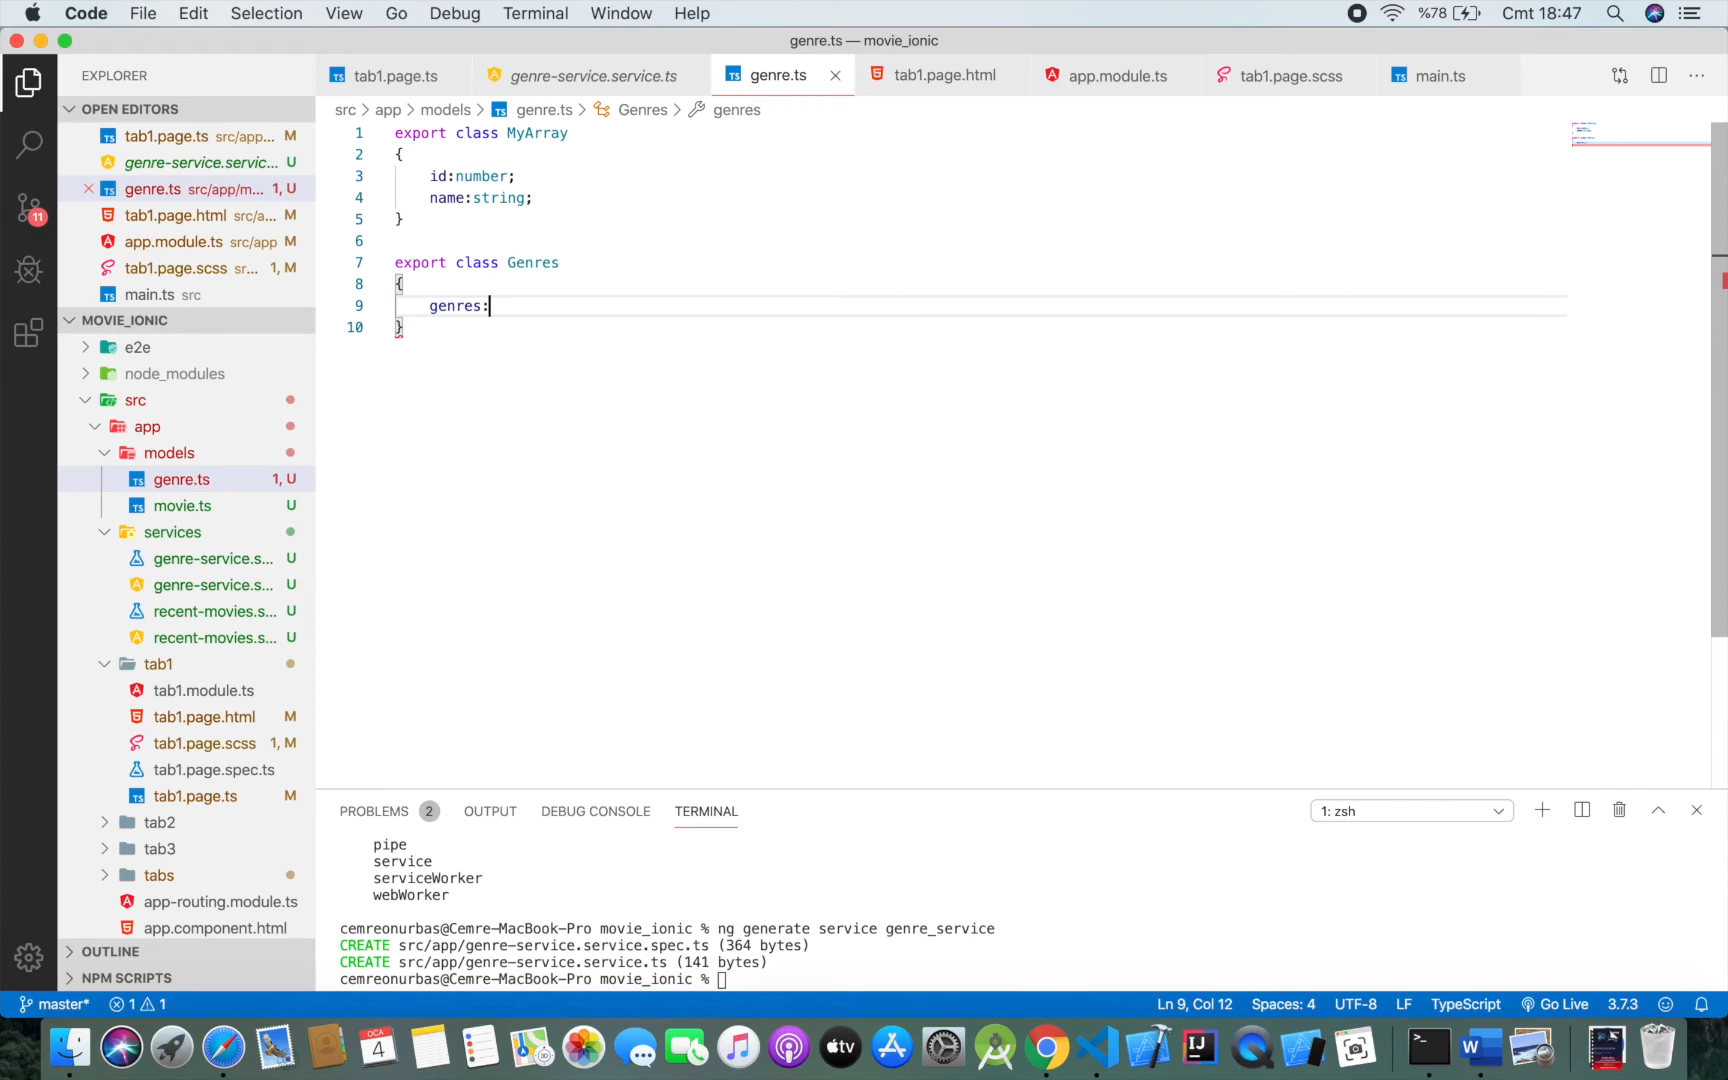 Code File Edit Selection View Go Debug Terminal Window Help %78 Cmt 18:47
genre.ts — movie_ionic
EXPLORER
tab1.page.ts genre-service.service.ts genre.ts tab1.page.html app.module.ts tab1.page.scss main.ts
OPEN EDITORS
src > app > models > genre.ts > Genres > genres
tab1.page.ts src/app... M
genre-service.servic... U
genre.ts src/app/m... 1, U
tab1.page.html src/a... M
app.module.ts src/app M
tab1.page.scss sr... 1, M
main.ts src
11
MOVIE_IONIC
e2e
node_modules
src
app
models
genre.ts 1, U
movie.ts U
services
genre-service.s... U
genre-service.s... U
recent-movies.s... U
recent-movies.s... U
tab1
tab1.module.ts
tab1.page.html M
tab1.page.scss 1, M
tab1.page.spec.ts
tab1.page.ts M
tab2
tab3
tabs
app-routing.module.ts
app.component.html
OUTLINE
NPM SCRIPTS
1 export class MyArray
2 {
3 id:number;
4 name:string;
5 }
6
7 export class Genres
8 {
9 genres:
10 }
PROBLEMS 2 OUTPUT DEBUG CONSOLE TERMINAL 1: zsh
pipe
service
serviceWorker
webWorker
cemreonurbas@Cemre-MacBook-Pro movie_ionic % ng generate service genre_service
CREATE src/app/genre-service.service.spec.ts (364 bytes)
CREATE src/app/genre-service.service.ts (141 bytes)
cemreonurbas@Cemre-MacBook-Pro movie_ionic %
master* 1 1 Ln 9, Col 12 Spaces: 4 UTF-8 LF TypeScript Go Live 3.7.3
OCA
4
tv